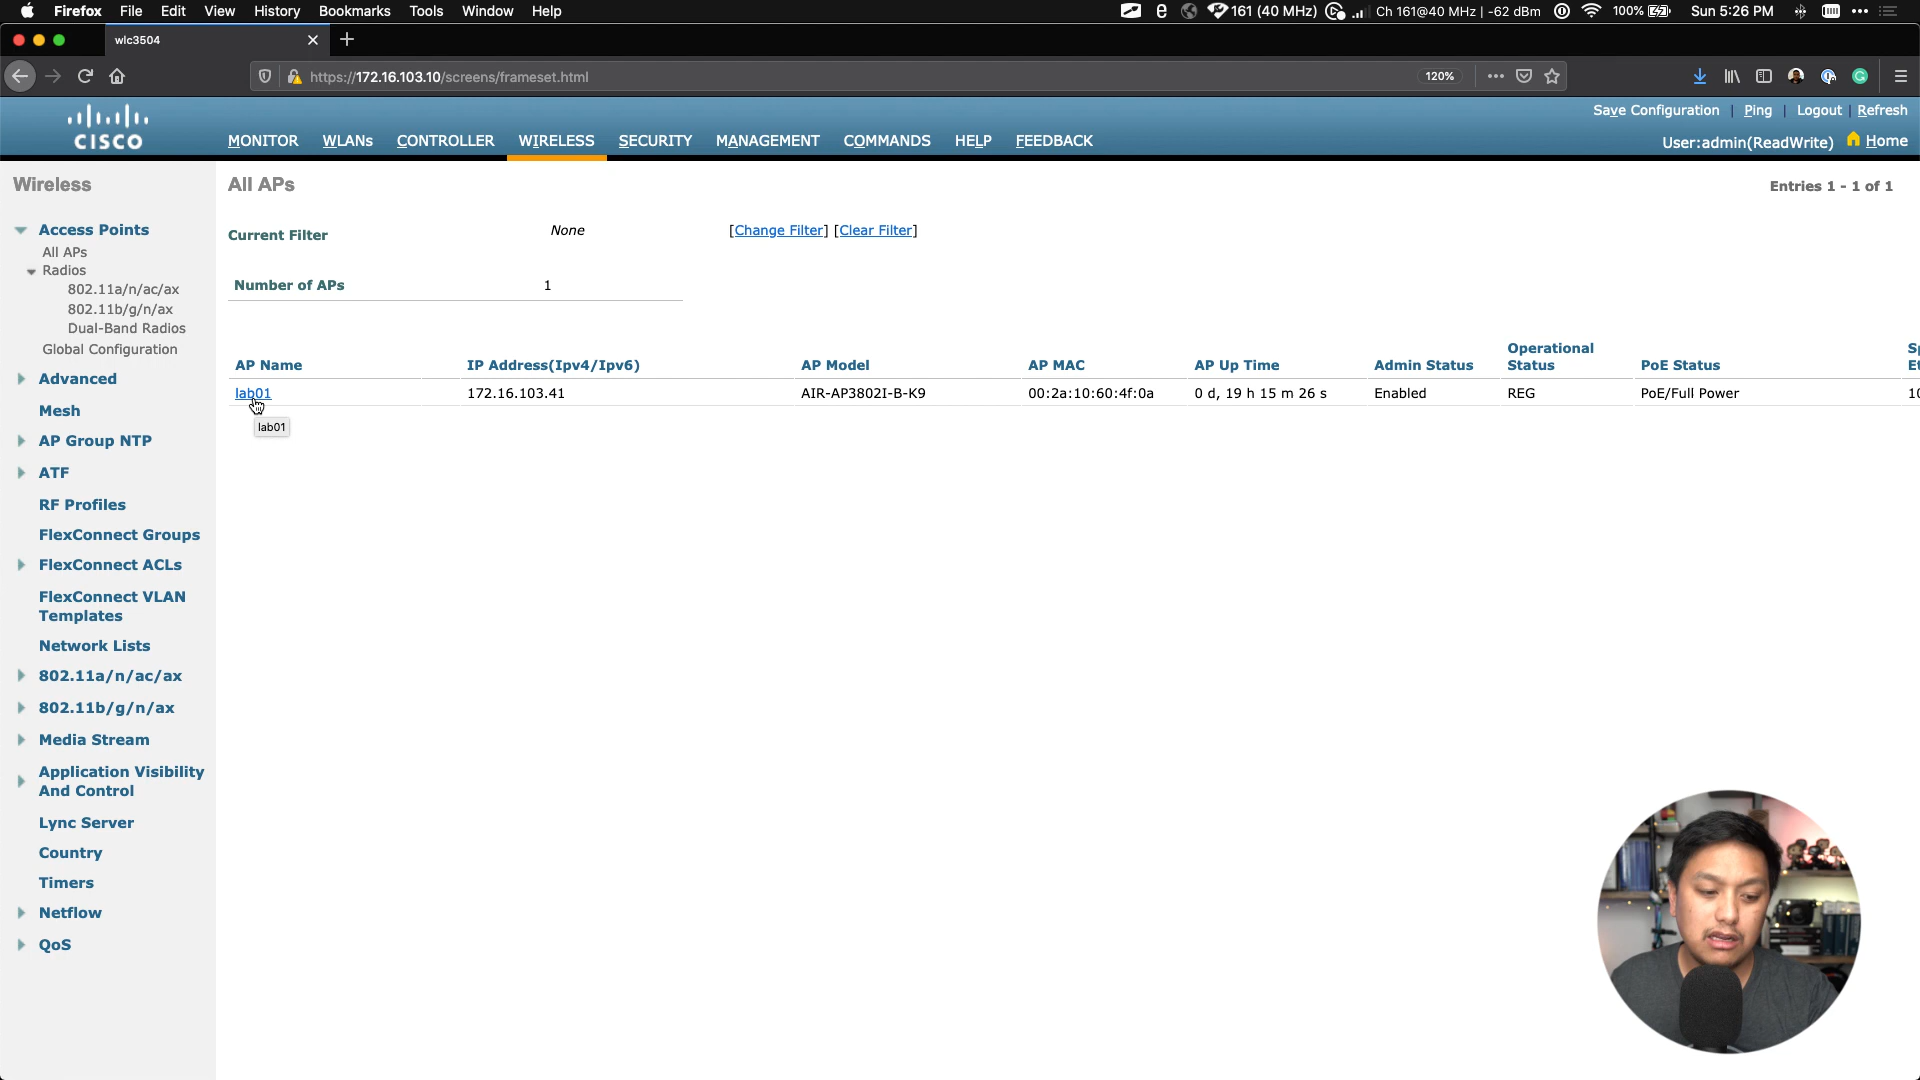 Firefox File Edit View History Bookmarks Tools Window Help 161 (40 MHz) Ch 161@40 MHz | -62 dBm 100% Sun 5:26 PM
wlc3504
https://172.16.103.10/screens/frameset.html 120%
Save Configuration | Ping | Logout | Refresh
CISCO
MONITOR WLANs CONTROLLER WIRELESS SECURITY MANAGEMENT COMMANDS HELP FEEDBACK
User:admin(ReadWrite) Home
Wireless
Access Points
All APs
Radios
802.11a/n/ac/ax
802.11b/g/n/ax
Dual-Band Radios
Global Configuration
Advanced
Mesh
AP Group NTP
ATF
RF Profiles
FlexConnect Groups
FlexConnect ACLs
FlexConnect VLAN
Templates
Network Lists
802.11a/n/ac/ax
802.11b/g/n/ax
Media Stream
Application Visibility
And Control
Lync Server
Country
Timers
Netflow
QoS
All APs
Entries 1 - 1 of 1
Current Filter None [Change Filter] [Clear Filter]
Number of APs 1
AP Name IP Address(Ipv4/Ipv6) AP Model AP MAC AP Up Time Admin Status Operational Status PoE Status
lab01 172.16.103.41 AIR-AP3802I-B-K9 00:2a:10:60:4f:0a 0 d, 19 h 15 m 26 s Enabled REG PoE/Full Power
lab01